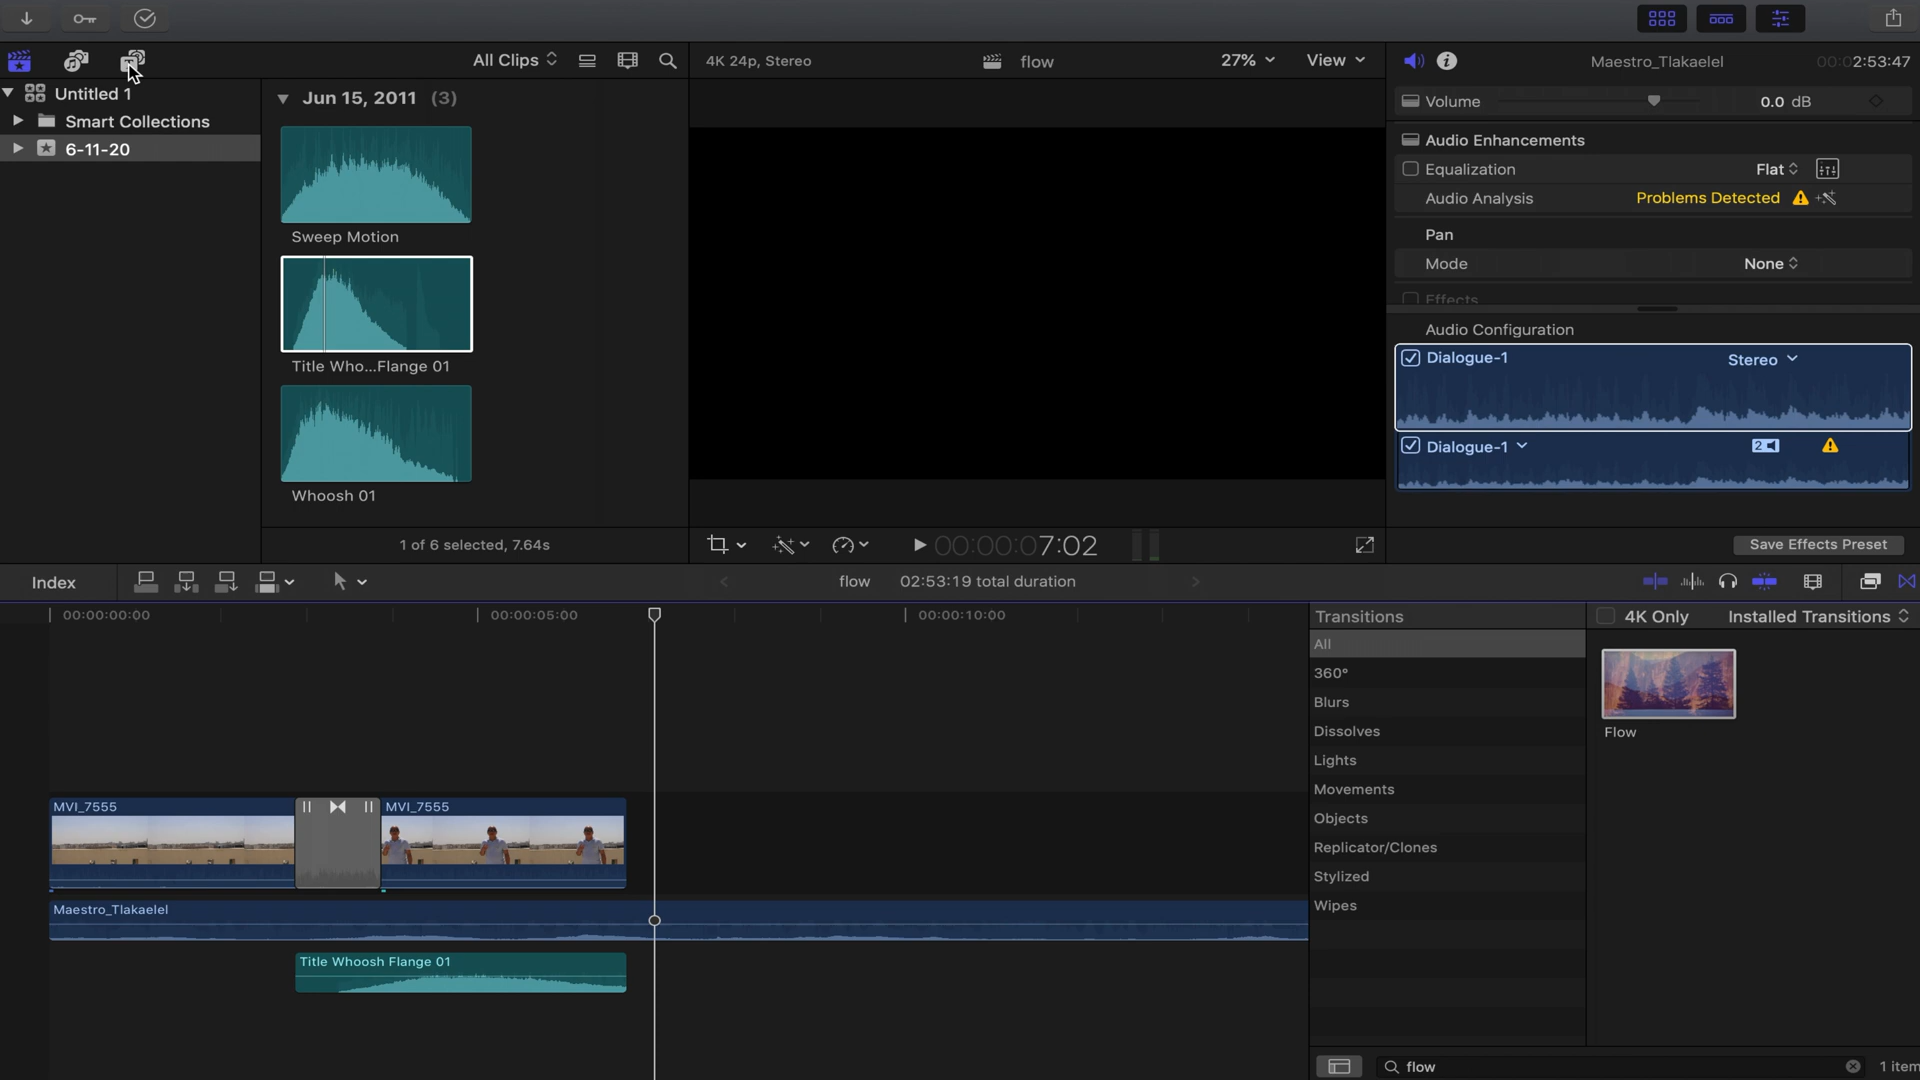 All Clips
4K 24p, Stereo
flow
27%
View
Maestro_Tlakaelel
00:02:53:47
Untitled 1
Smart Collections
6-11-20
Jun 15, 2011 (3)
Sweep Motion
Title Who...Flange 01
Whoosh 01
1 of 6 selected, 7.64s
00:00:07:02
Volume
0.0 dB
Audio Enhancements
Equalization
Flat
Audio Analysis
Problems Detected
Pan
Mode
None
Effects
Audio Configuration
Dialogue-1
Stereo
Dialogue-1
2
Save Effects Preset
Index
flow
02:53:19 total duration
00:00:00:00
00:00:05:00
00:00:10:00
MVI_7555
MVI_7555
Maestro_Tlakaelel
Title Whoosh Flange 01
Transitions
4K Only
Installed Transitions
All
360°
Blurs
Dissolves
Lights
Movements
Objects
Replicator/Clones
Stylized
Wipes
Flow
flow
1 item